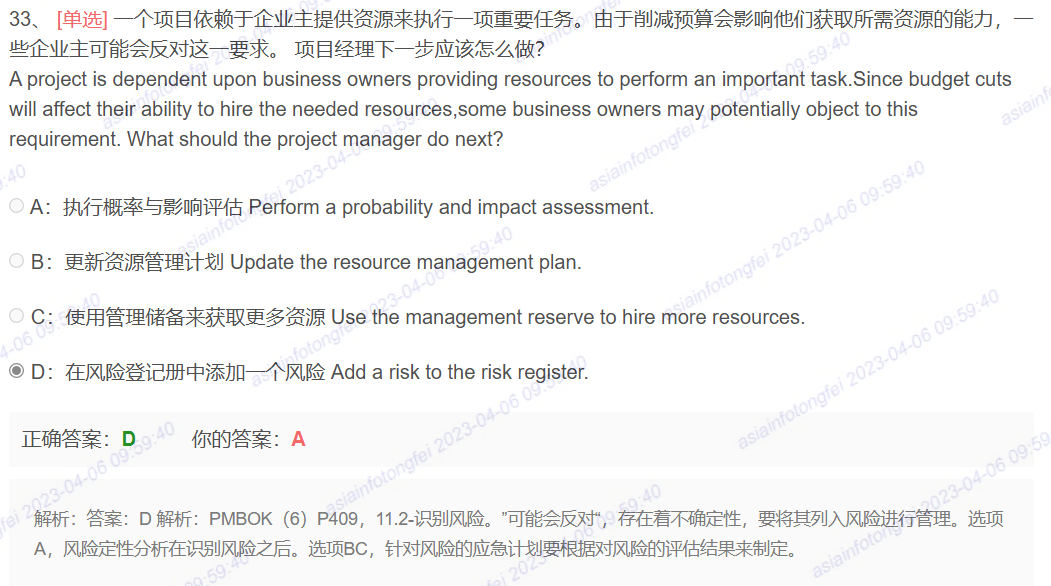 33、 [单选] 一个项目依赖于企业主提供资源来执行一项重要任务。由于削减预算会影响他们获取所需资源的能力，一
些企业主可能会反对这一要求。 项目经理下一步应该怎么做？
A project is dependent upon business owners providing resources to perform an important task.Since budget cuts
will affect their ability to hire the needed resources,some business owners may potentially object to this
requirement. What should the project manager do next?
A：执行概率与影响评估 Perform a probability and impact assessment.
B：更新资源管理计划 Update the resource management plan.
C：使用管理储备来获取更多资源 Use the management reserve to hire more resources.
D：在风险登记册中添加一个风险 Add a risk to the risk register.
正确答案：D 你的答案：A
解析：答案：D 解析：PMBOK（6）P409，11.2-识别风险。”可能会反对“，存在着不确定性，要将其列入风险进行管理。选项
A，风险定性分析在识别风险之后。选项BC，针对风险的应急计划要根据对风险的评估结果来制定。
asiainfotongfei 2023-04-06 09:59:40